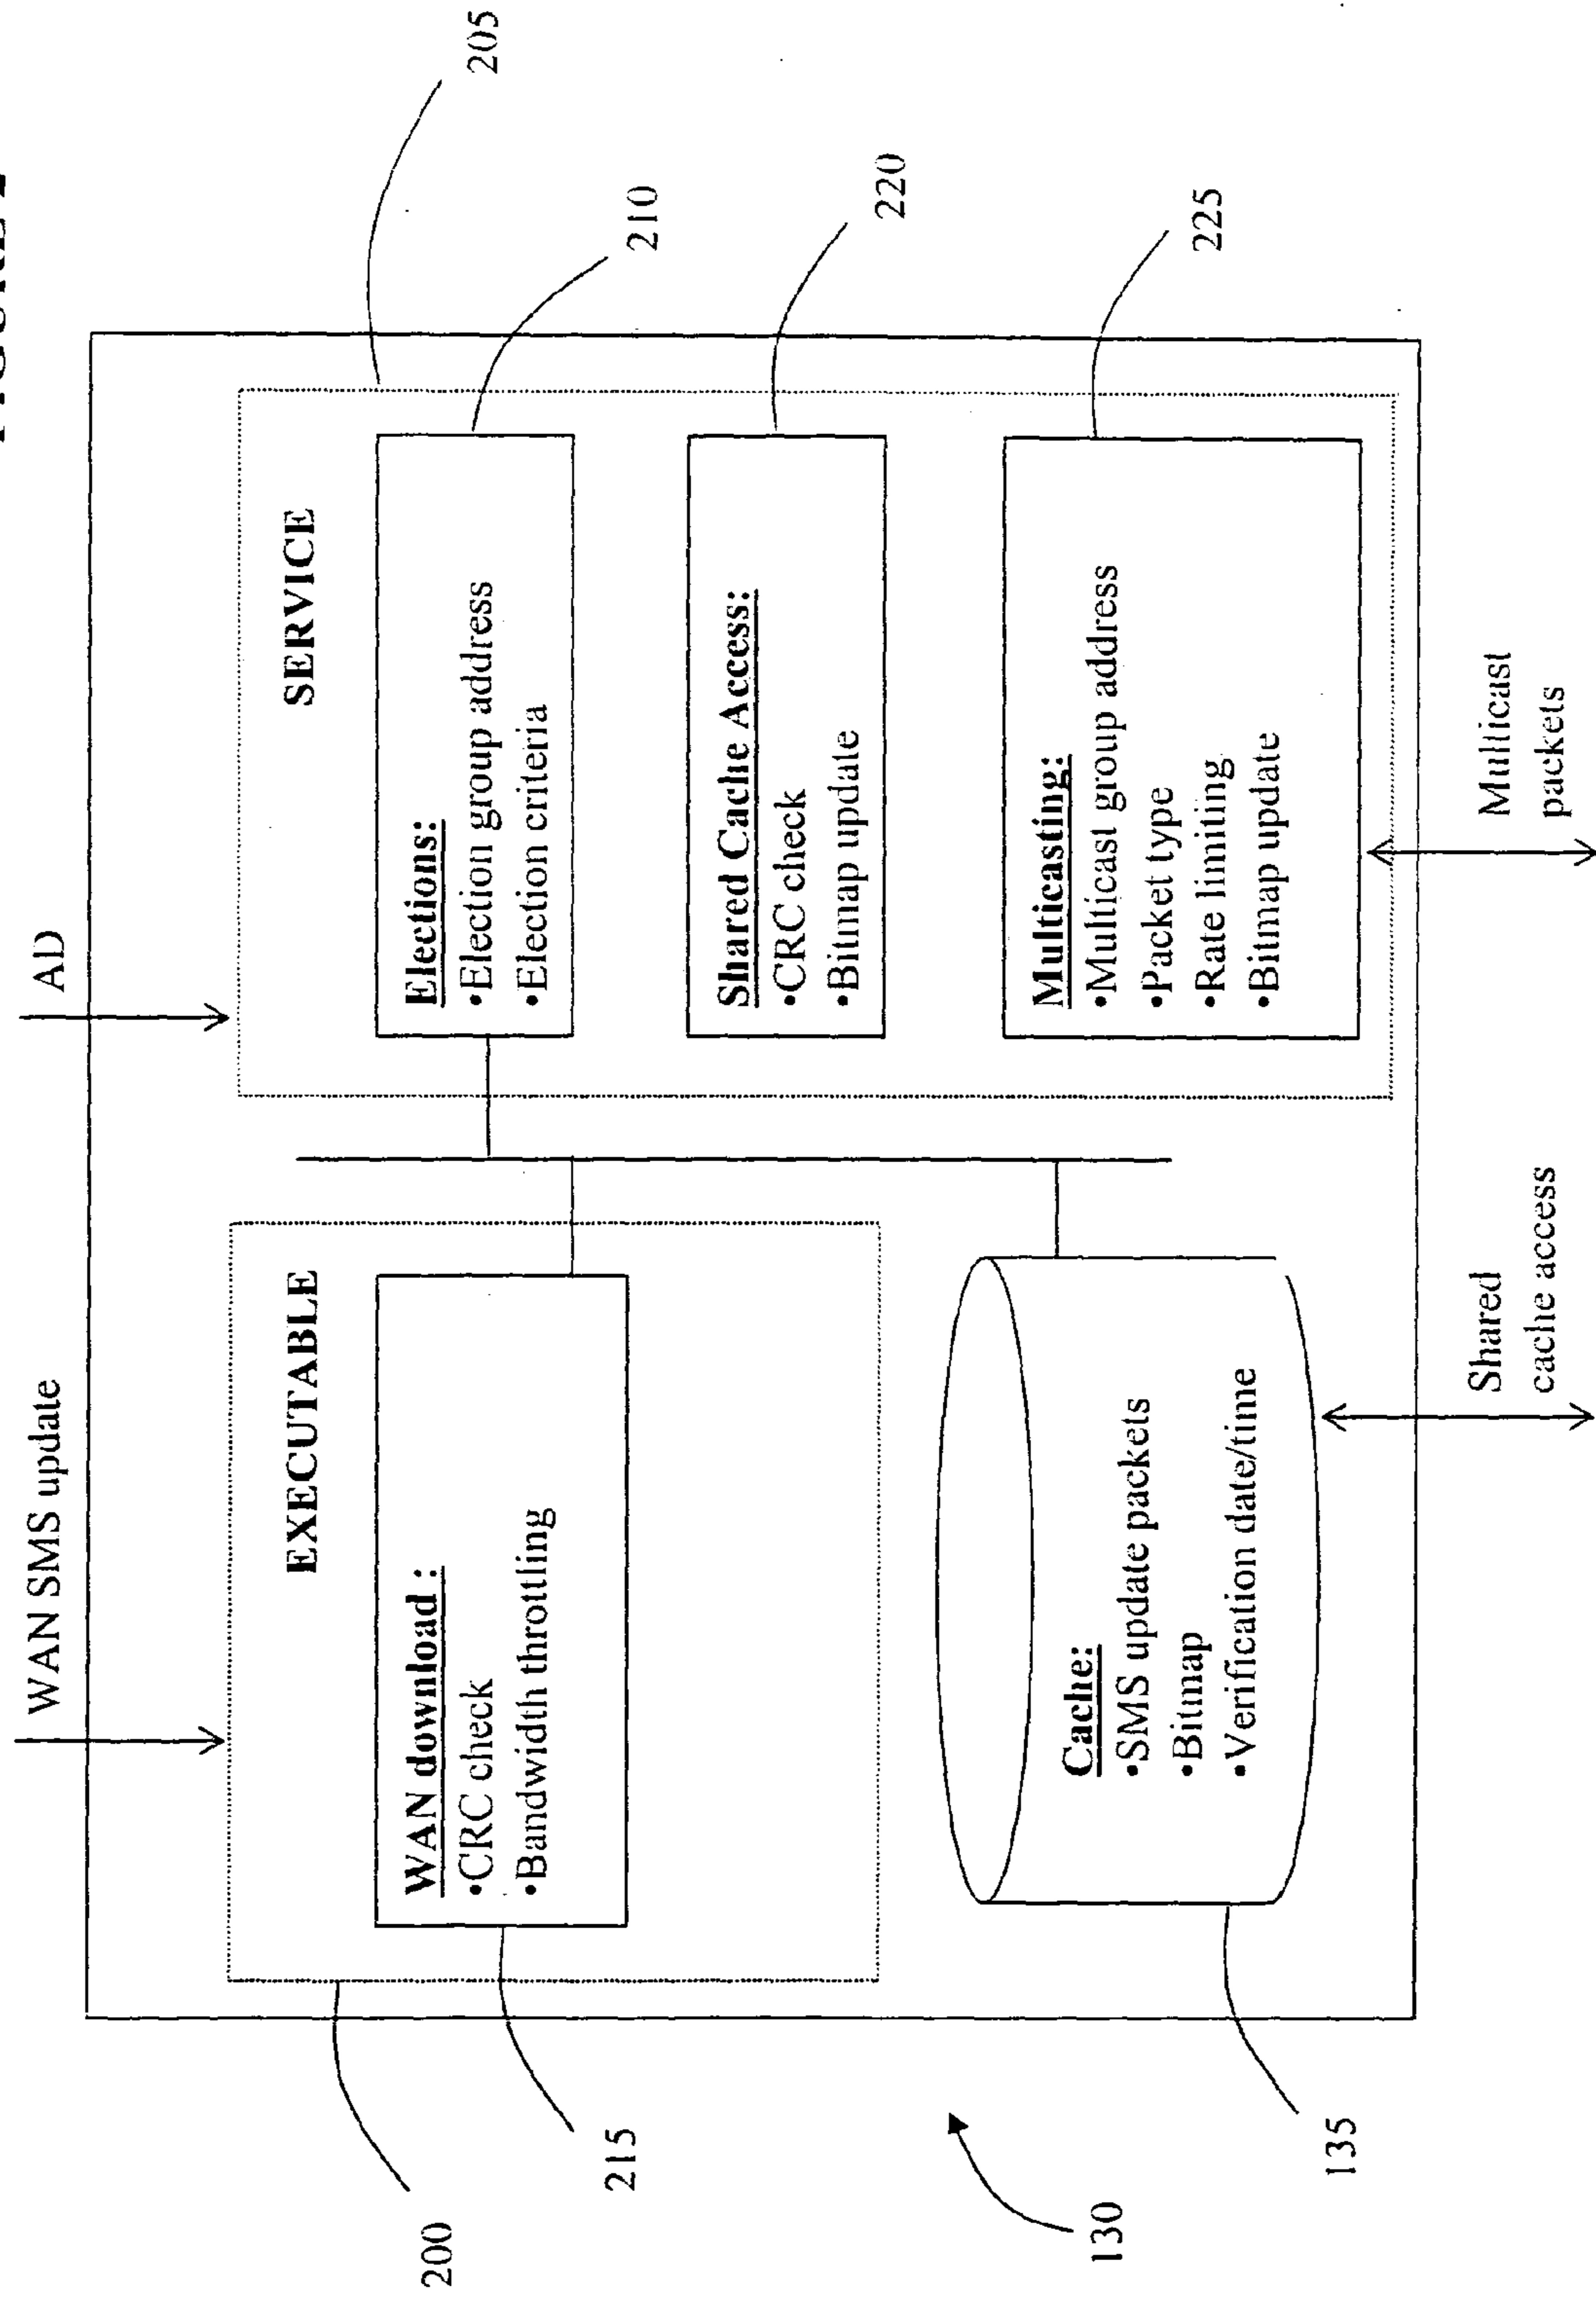 WAN SMS update
AD
EXECUTABLE
WAN download :
•CRC check
•Bandwidth throttling
Cache:
•SMS update packets
•Bitmap
•Verification date/time
SERVICE
Elections:
•Election group address
•Election criteria
Shared Cache Access:
•CRC check
•Bitmap update
Multicasting:
•Multicast group address
•Packet type
•Rate limiting
•Bitmap update
Shared
cache access
Multicast
packets
200
215
130
135
205
210
220
225